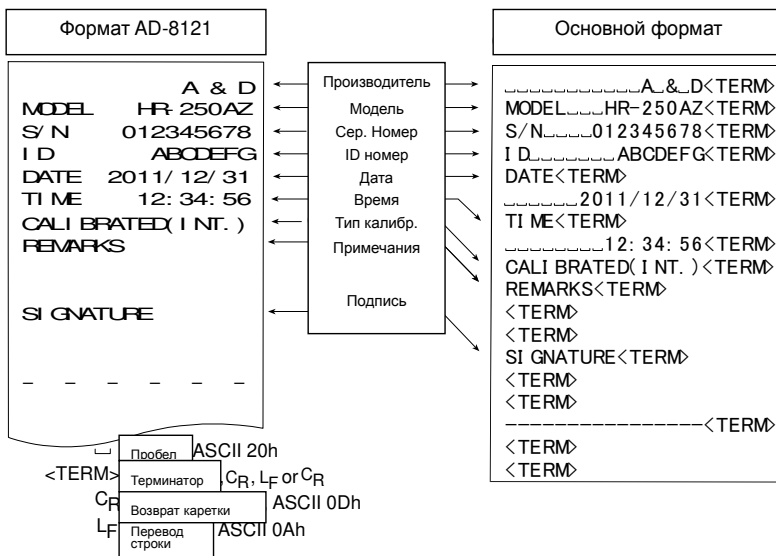 Формат AD-8121
A & D
MODEL HR-250AZ
S/N 012345678
ID ABCDEFG
DATE 2011/12/31
TIME 12:34:56
CALIBRATED(INT.)
REMARKS
SIGNATURE
- - - - - -
Производитель
Модель
Сер. Номер
ID номер
Дата
Время
Тип калибр.
Примечания
Подпись
Основной формат
␣␣␣␣␣␣␣␣␣␣␣A␣&␣D<TERM>
MODEL␣␣␣HR-250AZ<TERM>
S/N␣␣␣␣012345678<TERM>
ID␣␣␣␣␣␣␣ABCDEFG<TERM>
DATE<TERM>
␣␣␣␣␣␣2011/12/31<TERM>
TIME<TERM>
␣␣␣␣␣␣␣␣12:34:56<TERM>
CALIBRATED(INT.)<TERM>
REMARKS<TERM>
<TERM>
<TERM>
SIGNATURE<TERM>
<TERM>
<TERM>
----------------<TERM>
<TERM>
<TERM>
␣ Пробел ASCII 20h
<TERM> Терминатор ,CR, LF or CR
CR Возврат каретки ASCII 0Dh
LF Перевод строки ASCII 0Ah